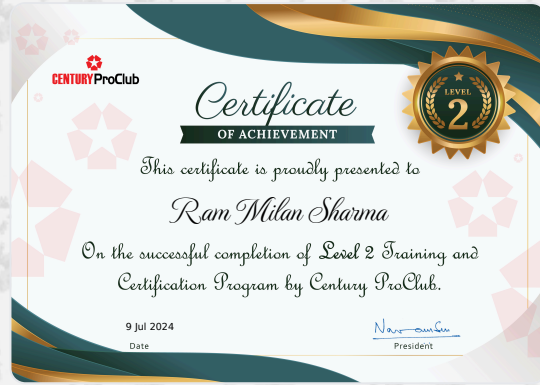 CENTURY ProClub
Certificate
OF ACHIEVEMENT
LEVEL
2
This certificate is proudly presented to
Ram Milan Sharma
On the successful completion of Level 2 Training and
Certification Program by Century ProClub.
9 Jul 2024
Date
President